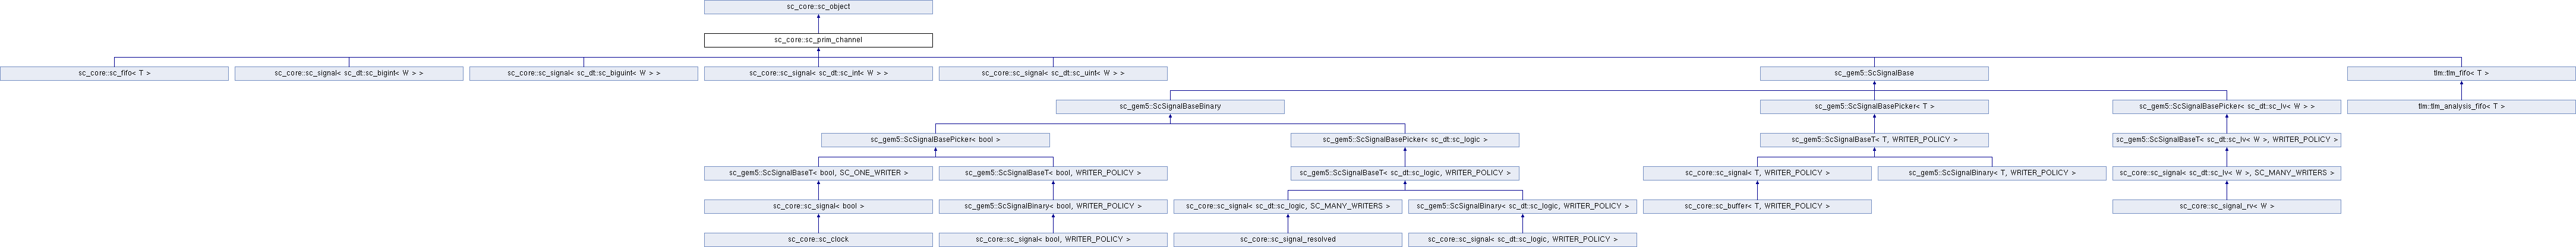 sc_core::sc_object
sc_core::sc_prim_channel
sc_core::sc_fifo< T >
sc_core::sc_signal< sc_dt::sc_bigint< W > >
sc_core::sc_signal< sc_dt::sc_biguint< W > >
sc_core::sc_signal< sc_dt::sc_int< W > >
sc_core::sc_signal< sc_dt::sc_uint< W > >
sc_gem5::ScSignalBase
tlm::tlm_fifo< T >
sc_gem5::ScSignalBaseBinary
sc_gem5::ScSignalBasePicker< T >
sc_gem5::ScSignalBasePicker< sc_dt::sc_lv< W > >
tlm::tlm_analysis_fifo< T >
sc_gem5::ScSignalBasePicker< bool >
sc_gem5::ScSignalBasePicker< sc_dt::sc_logic >
sc_gem5::ScSignalBaseT< T, WRITER_POLICY >
sc_gem5::ScSignalBaseT< sc_dt::sc_lv< W >, WRITER_POLICY >
sc_gem5::ScSignalBaseT< bool, SC_ONE_WRITER >
sc_gem5::ScSignalBaseT< bool, WRITER_POLICY >
sc_gem5::ScSignalBaseT< sc_dt::sc_logic, WRITER_POLICY >
sc_core::sc_signal< T, WRITER_POLICY >
sc_gem5::ScSignalBinary< T, WRITER_POLICY >
sc_core::sc_signal< sc_dt::sc_lv< W >, SC_MANY_WRITERS >
sc_core::sc_signal< bool >
sc_gem5::ScSignalBinary< bool, WRITER_POLICY >
sc_core::sc_signal< sc_dt::sc_logic, SC_MANY_WRITERS >
sc_gem5::ScSignalBinary< sc_dt::sc_logic, WRITER_POLICY >
sc_core::sc_buffer< T, WRITER_POLICY >
sc_core::sc_signal_rv< W >
sc_core::sc_clock
sc_core::sc_signal< bool, WRITER_POLICY >
sc_core::sc_signal_resolved
sc_core::sc_signal< sc_dt::sc_logic, WRITER_POLICY >